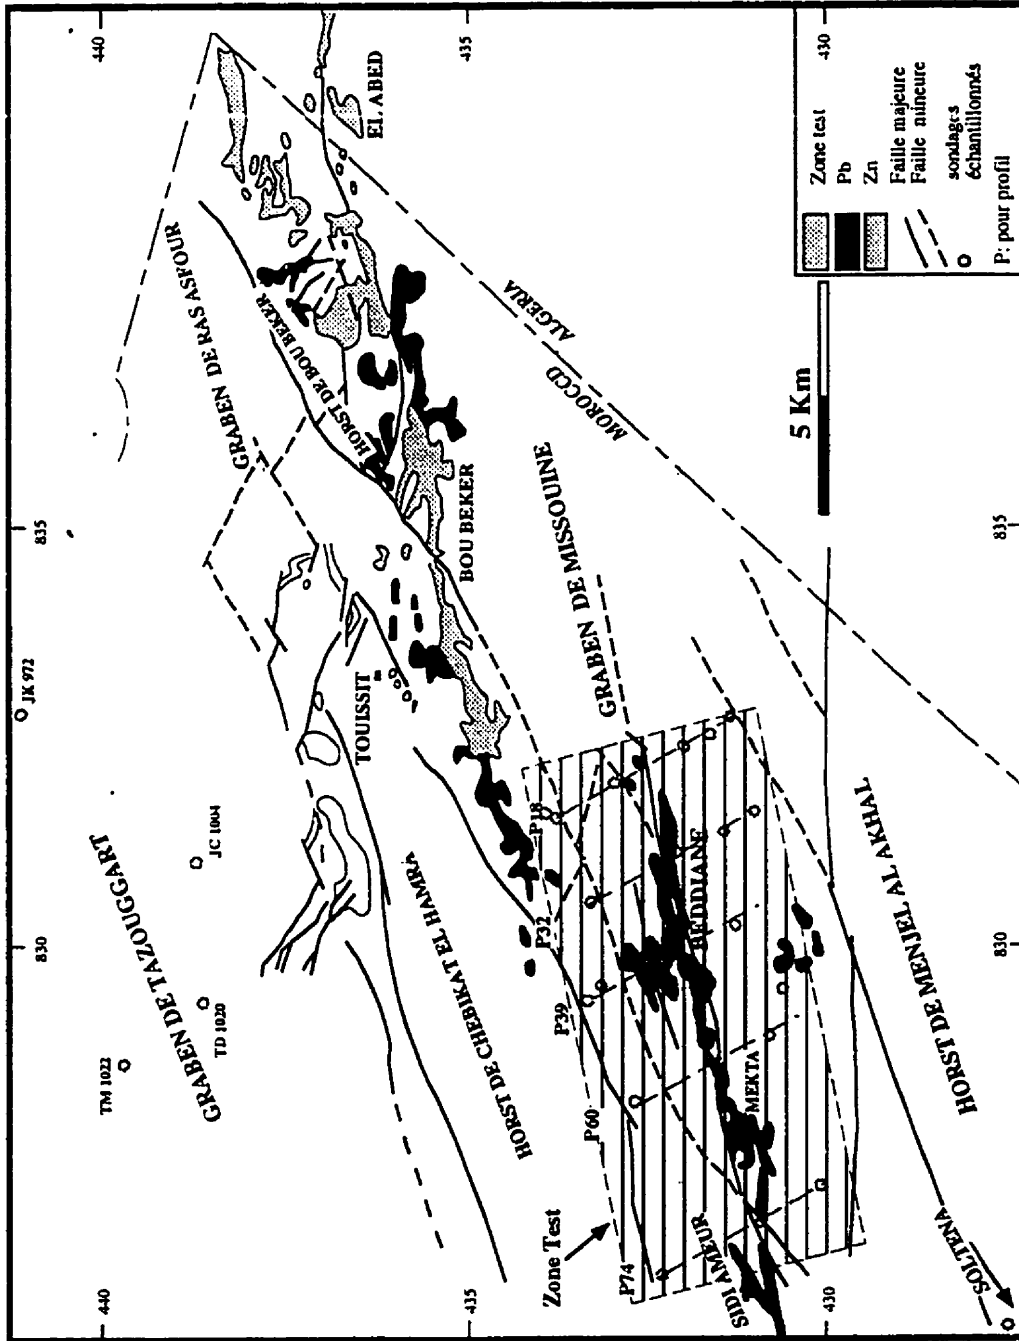 440
435
430
EL ABED
GRABEN DE RAS ASFOUR
HORST DE BOU BEKER
ALGERIA
MOROCCO
Zone test
Pb
Zn
Faille majeure
Faille mineure
sondages
échantillonnés
P: pour profil
5 Km
835
835
JK 972
BOU BEKER
GRABEN DE MISSOUINE
TOUISSIT
JC 1004
GRABEN DE TAZOUGGART
TD 1020
TM 1022
830
830
HORST DE CHEBIKAT EL HAMRA
P18
P32
P39
P60
P74
BEDDIANE
MEKTA
SIDI AMEUR
HORST DE MENJEL AL AKHAL
Zone Test
SOLTENA
440
435
430